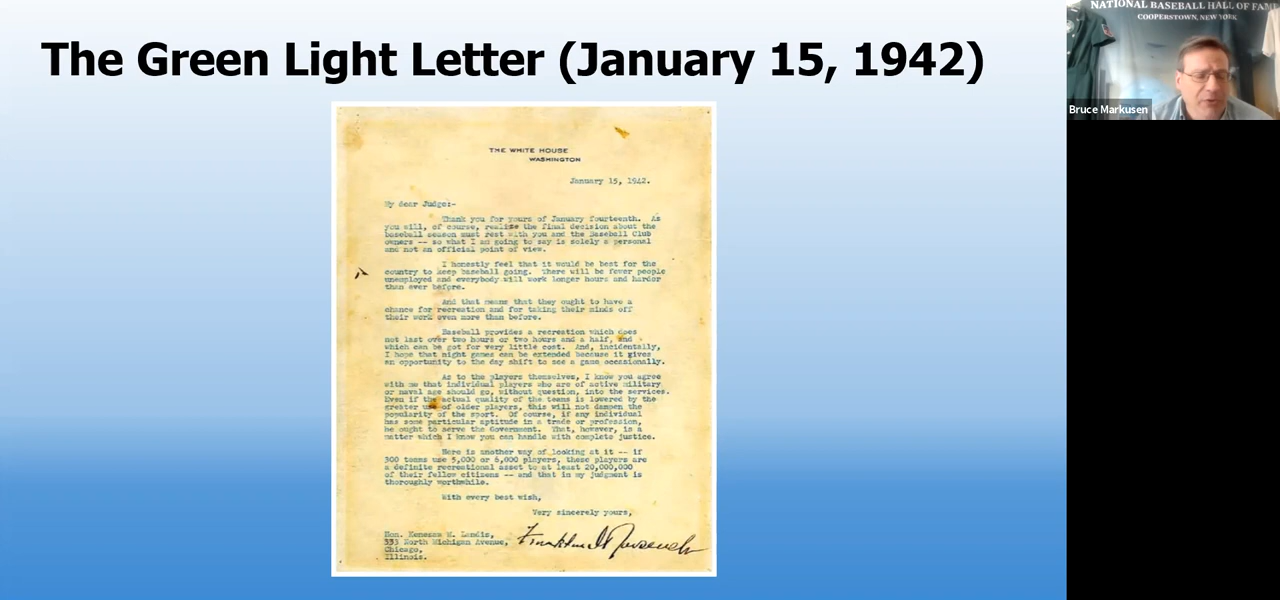 The Green Light Letter (January 15, 1942)
THE WHITE HOUSE
WASHINGTON
January 15, 1942.
My dear Judge:-
Thank you for yours of January fourteenth. As
you will, of course, realize the final decision about the
baseball season must rest with you and the Baseball Club
owners -- so what I am going to say is solely a personal
and not an official point of view.
I honestly feel that it would be best for the
country to keep baseball going. There will be fewer people
unemployed and everybody will work longer hours and harder
than ever before.
And that means that they ought to have a
chance for recreation and for taking their minds off
their work even more than before.
Baseball provides a recreation which does
not last over two hours or two hours and a half, and
which can be got for very little cost. And, incidentally,
I hope that night games can be extended because it gives
an opportunity to the day shift to see a game occasionally.
As to the players themselves, I know you agree
with me that individual players who are of active military
or naval age should go, without question, into the services.
Even if the actual quality of the teams is lowered by the
greater use of older players, this will not dampen the
popularity of the sport. Of course, if any individual
has some particular aptitude in a trade or profession,
he ought to serve the Government. That, however, is a
matter which I know you can handle with complete justice.
Here is another way of looking at it -- if
300 teams use 5,000 or 6,000 players, these players are
a definite recreational asset to at least 20,000,000
of their fellow citizens -- and that in my judgment is
thoroughly worthwhile.
With every best wish,
Very sincerely yours,
Franklin D Roosevelt
Hon. Kenesaw M. Landis,
333 North Michigan Avenue,
Chicago,
Illinois.
NATIONAL BASEBALL HALL OF FAME
COOPERSTOWN, NEW YORK
Bruce Markusen